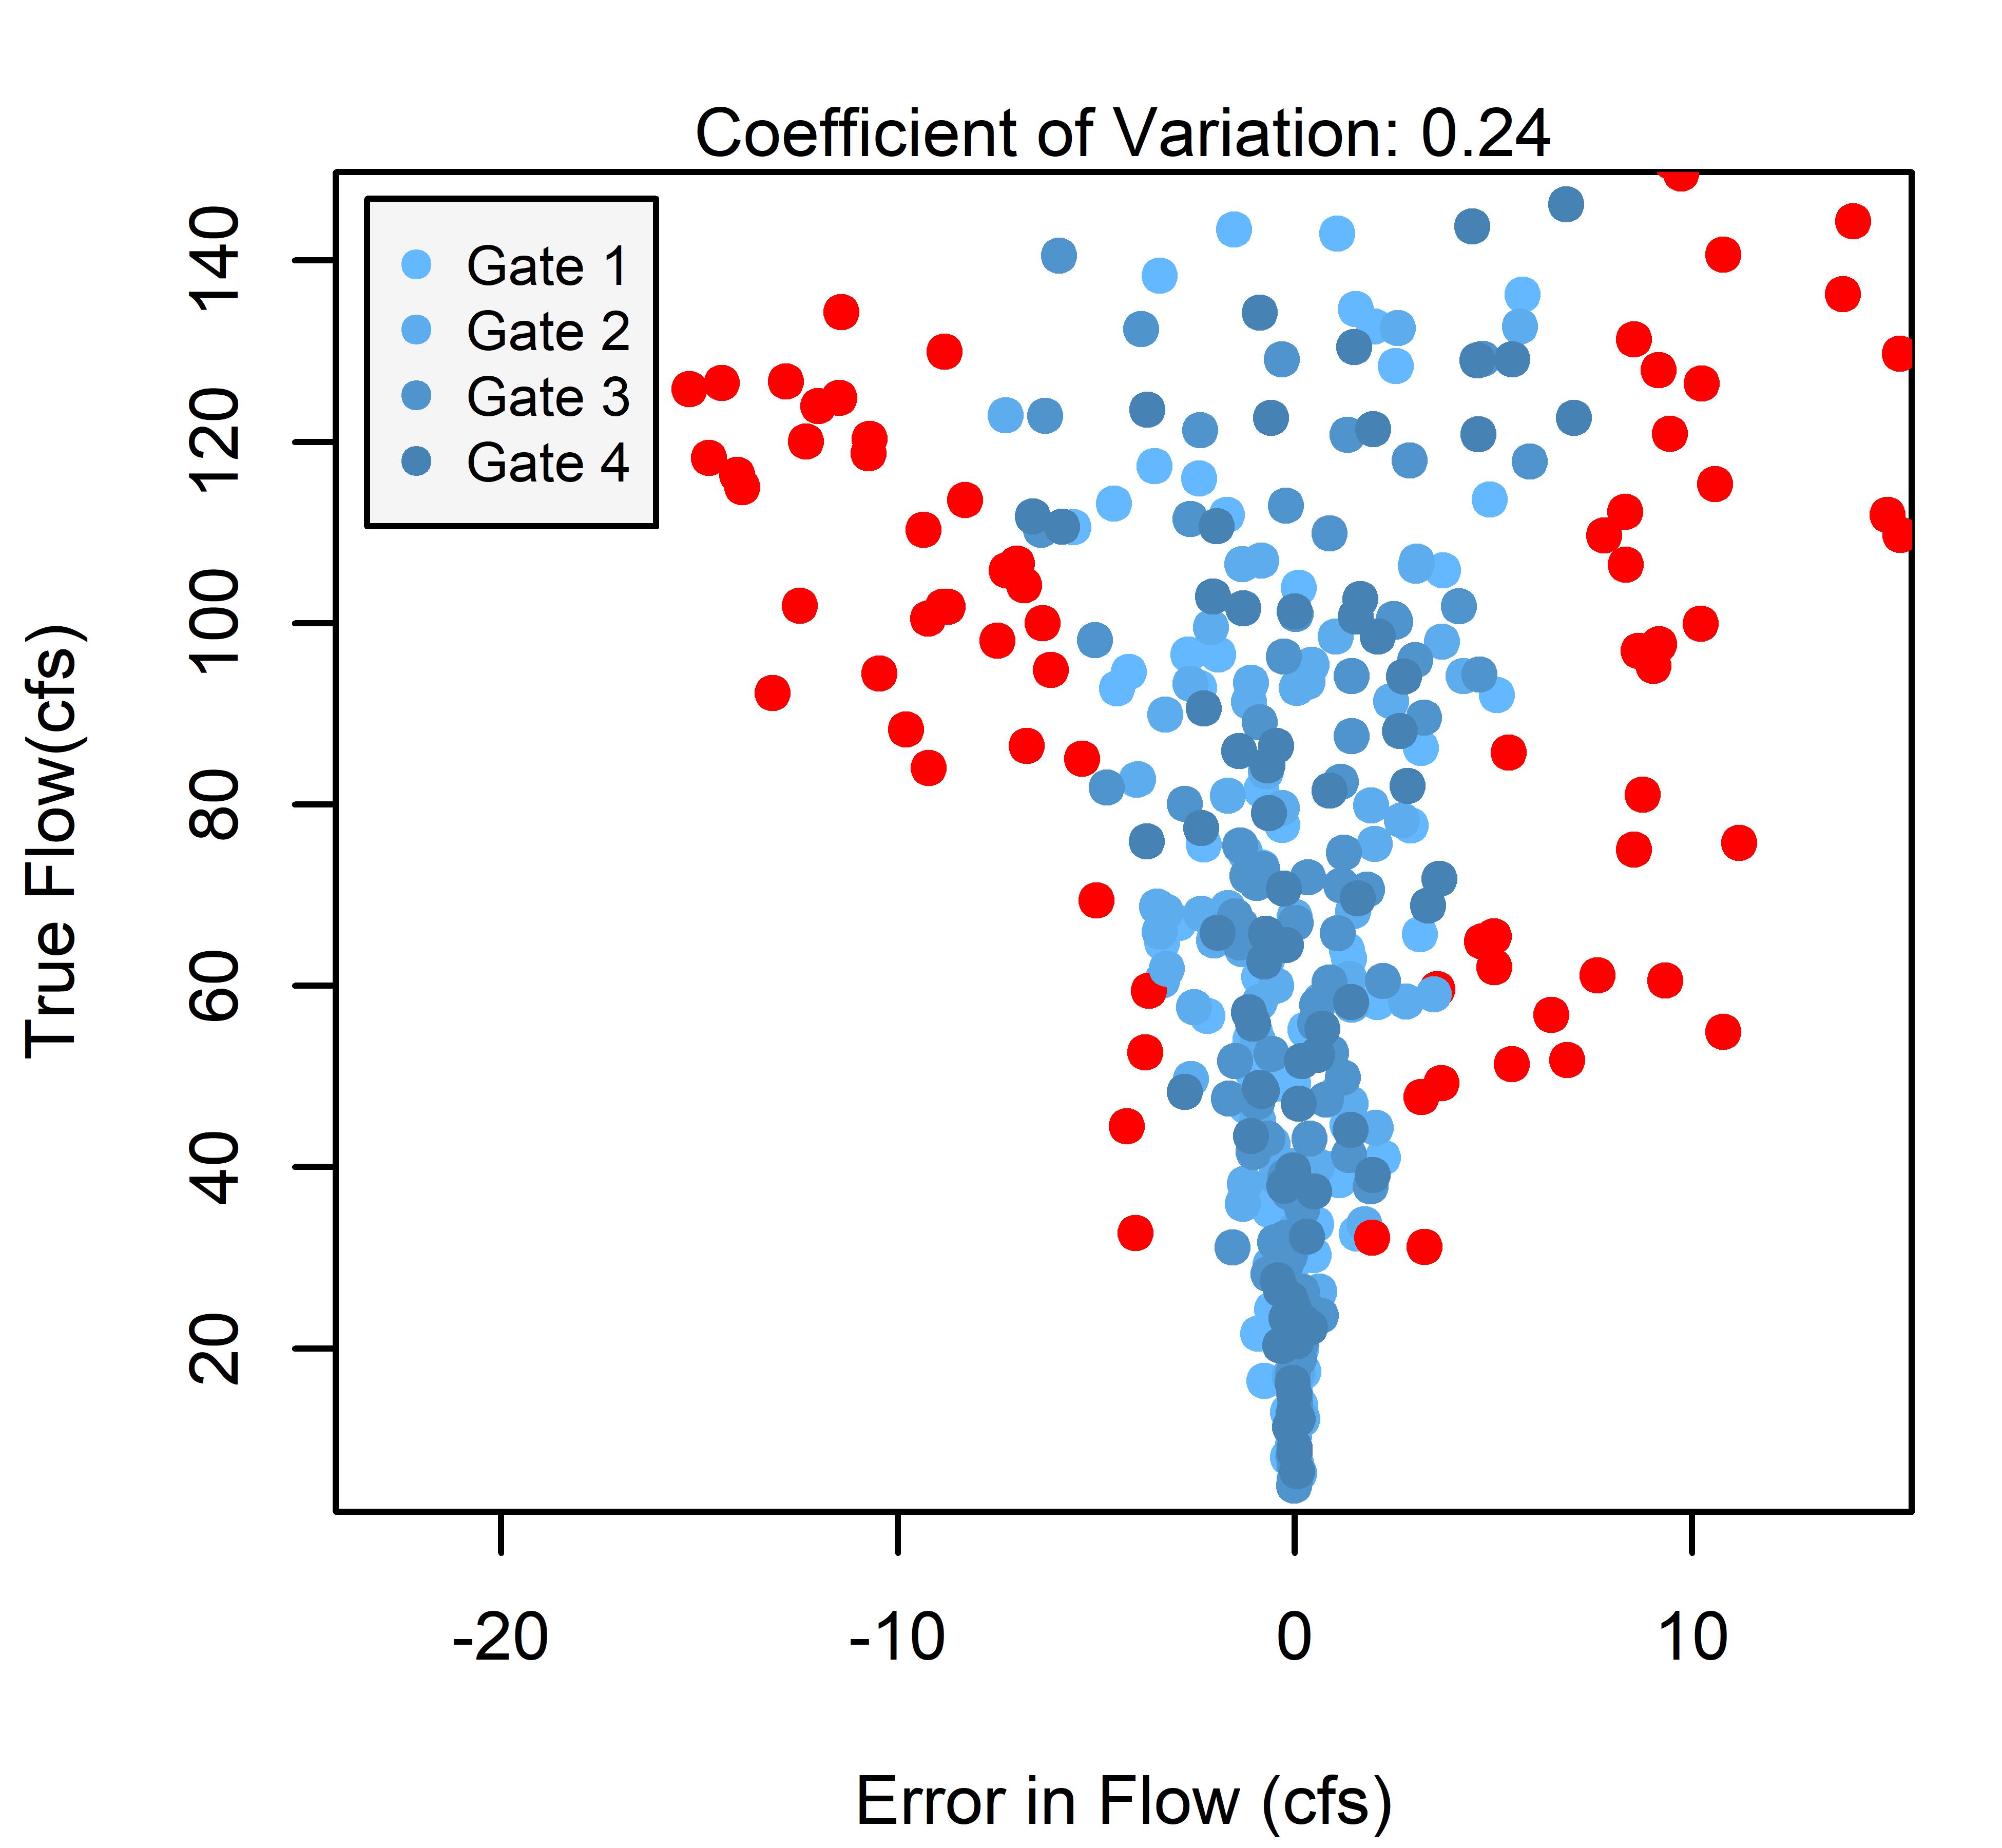 Coefficient of Variation: 0.24
Gate 1
Gate 2
Gate 3
Gate 4
True Flow(cfs)
140
120
100
80
60
40
20
-20 -10 0 10
Error in Flow (cfs)